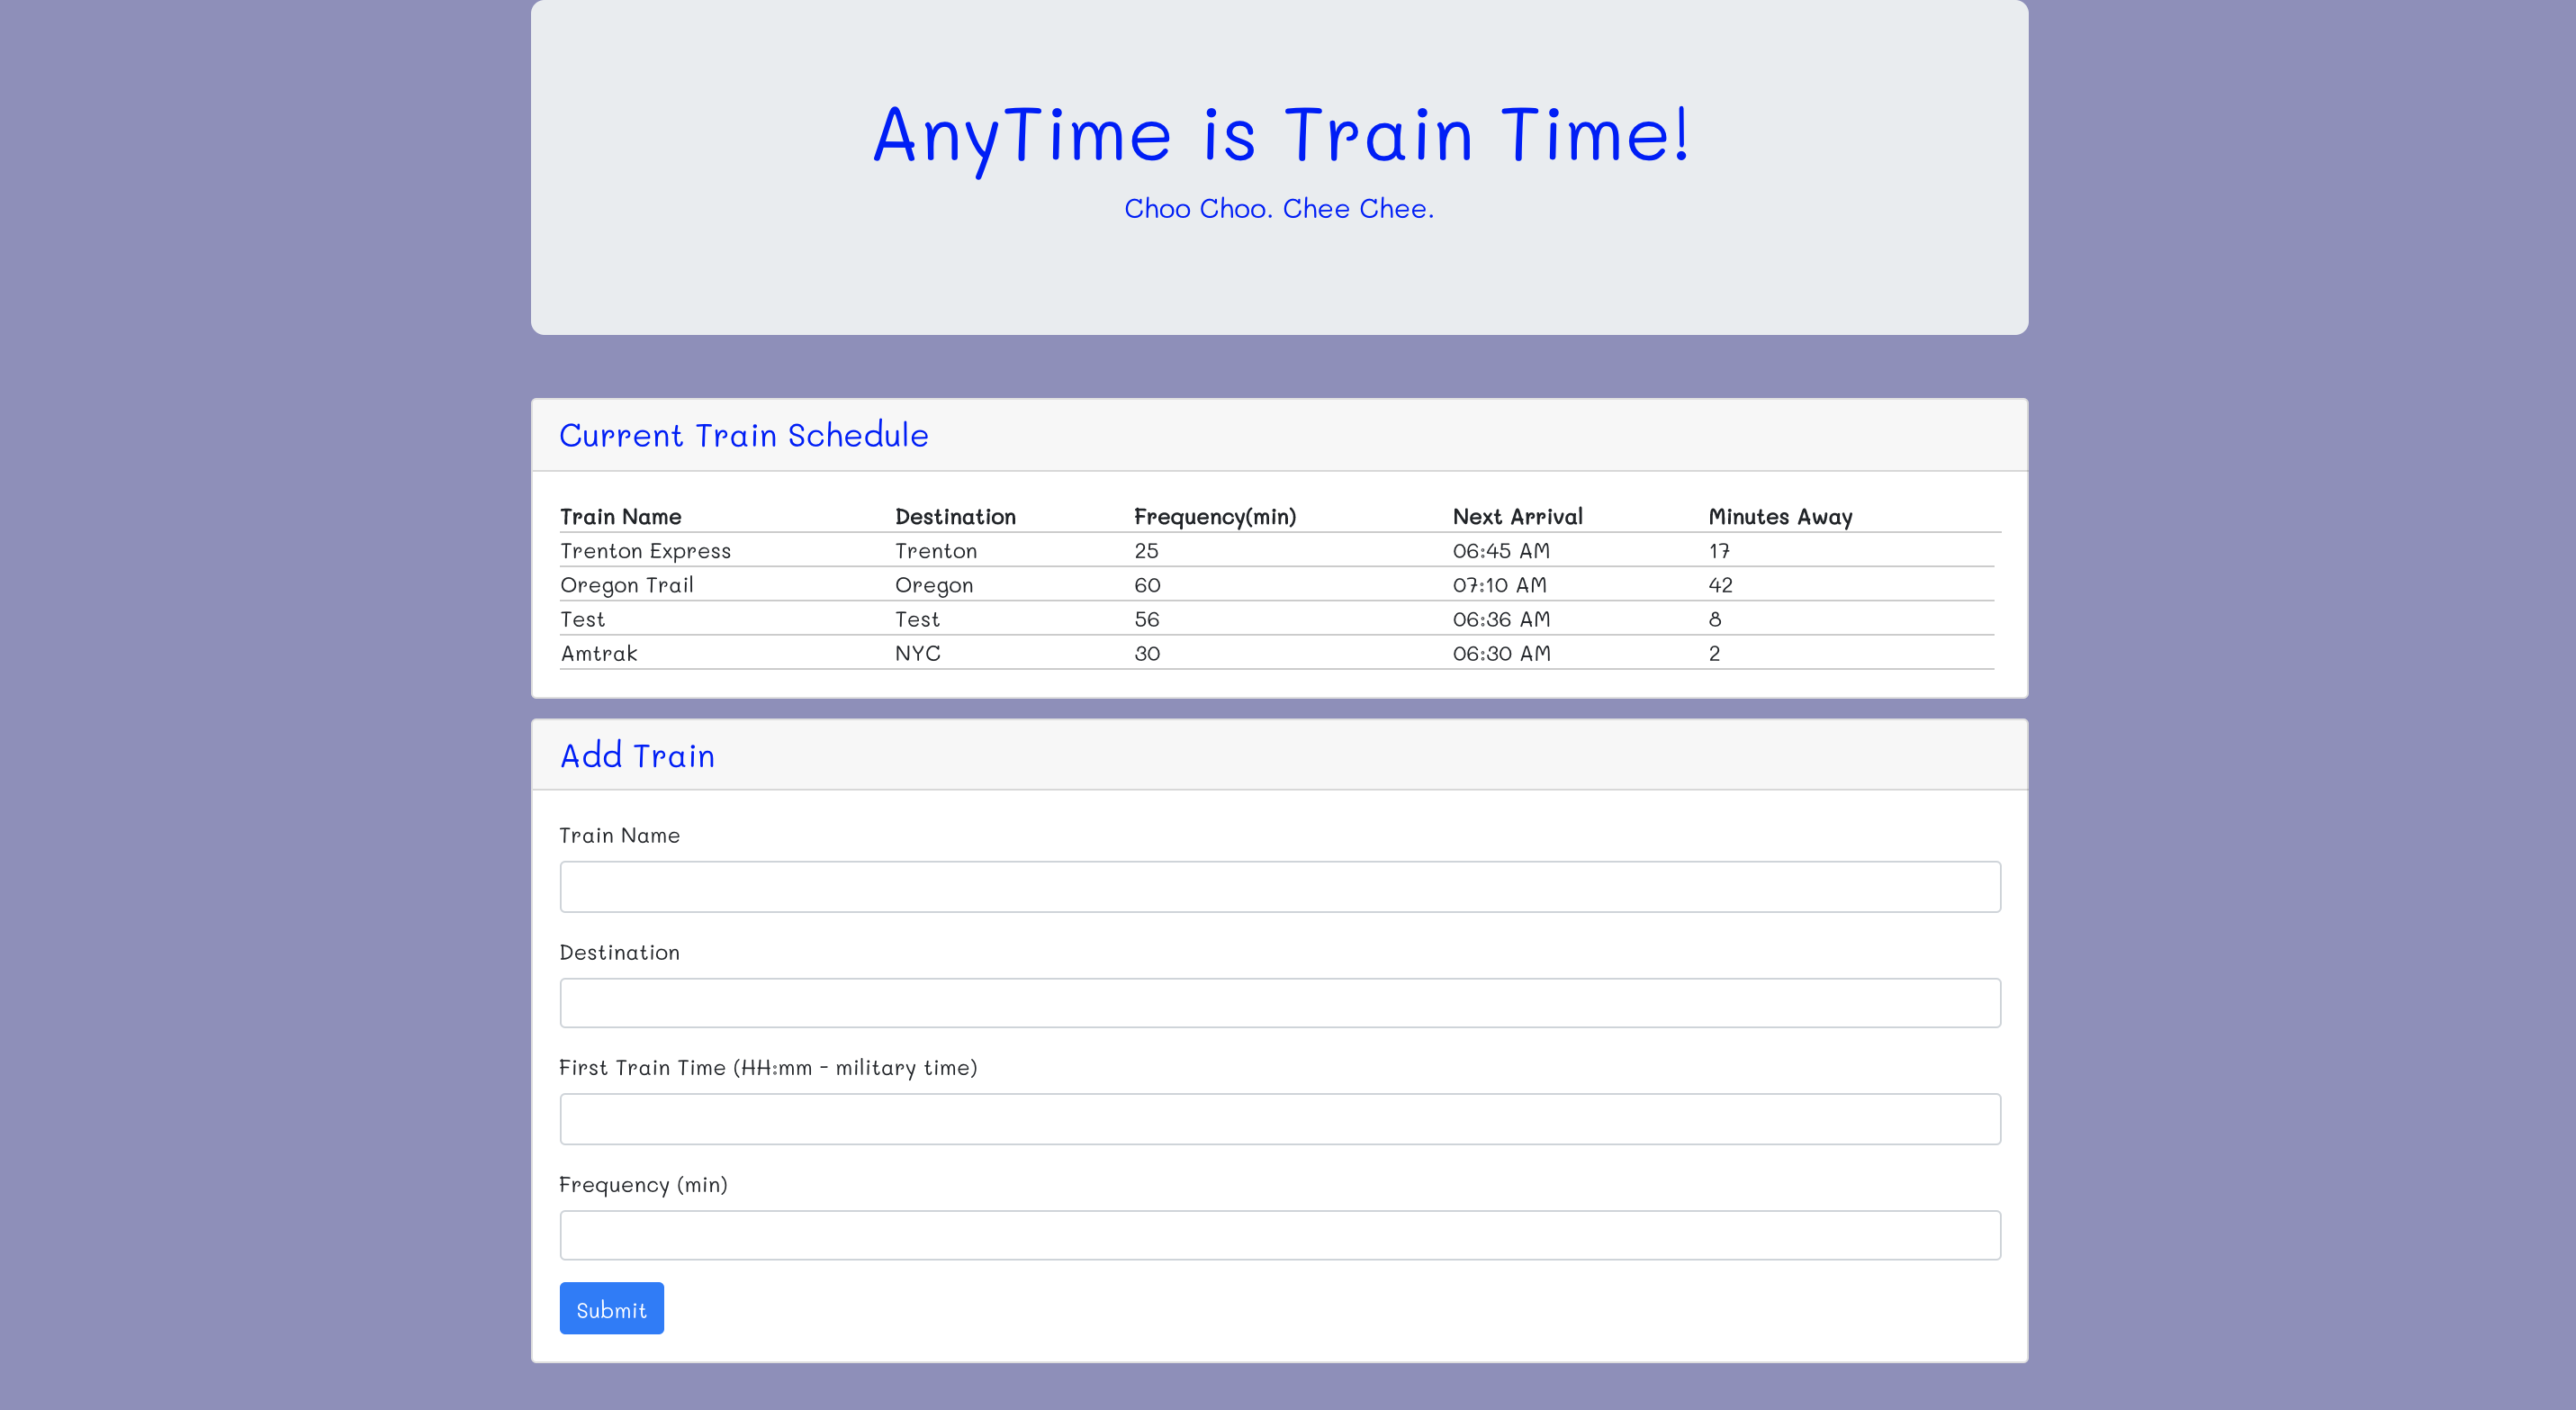 AnyTime is Train Time!
Choo Choo. Chee Chee.
Current Train Schedule
Train Name Destination Frequency(min) Next Arrival Minutes Away
Trenton Express Trenton 25 06:45 AM 17
Oregon Trail Oregon 60 07:10 AM 42
Test Test 56 06:36 AM 8
Amtrak NYC 30 06:30 AM 2
Add Train
Train Name
Destination
First Train Time (HH:mm - military time)
Frequency (min)
Submit